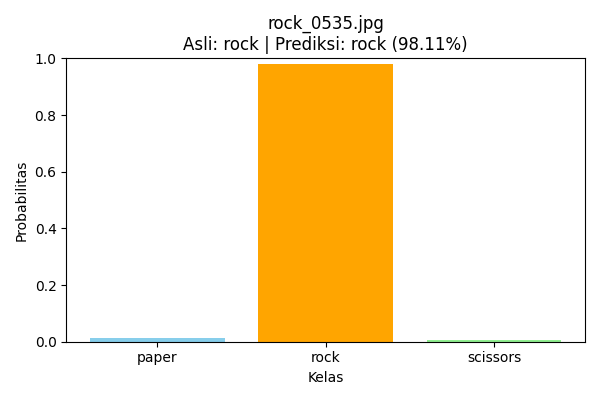 rock_0535.jpg
Asli: rock | Prediksi: rock (98.11%)
Probabilitas
1.0
0.8
0.6
0.4
0.2
0.0
paper
rock
scissors
Kelas